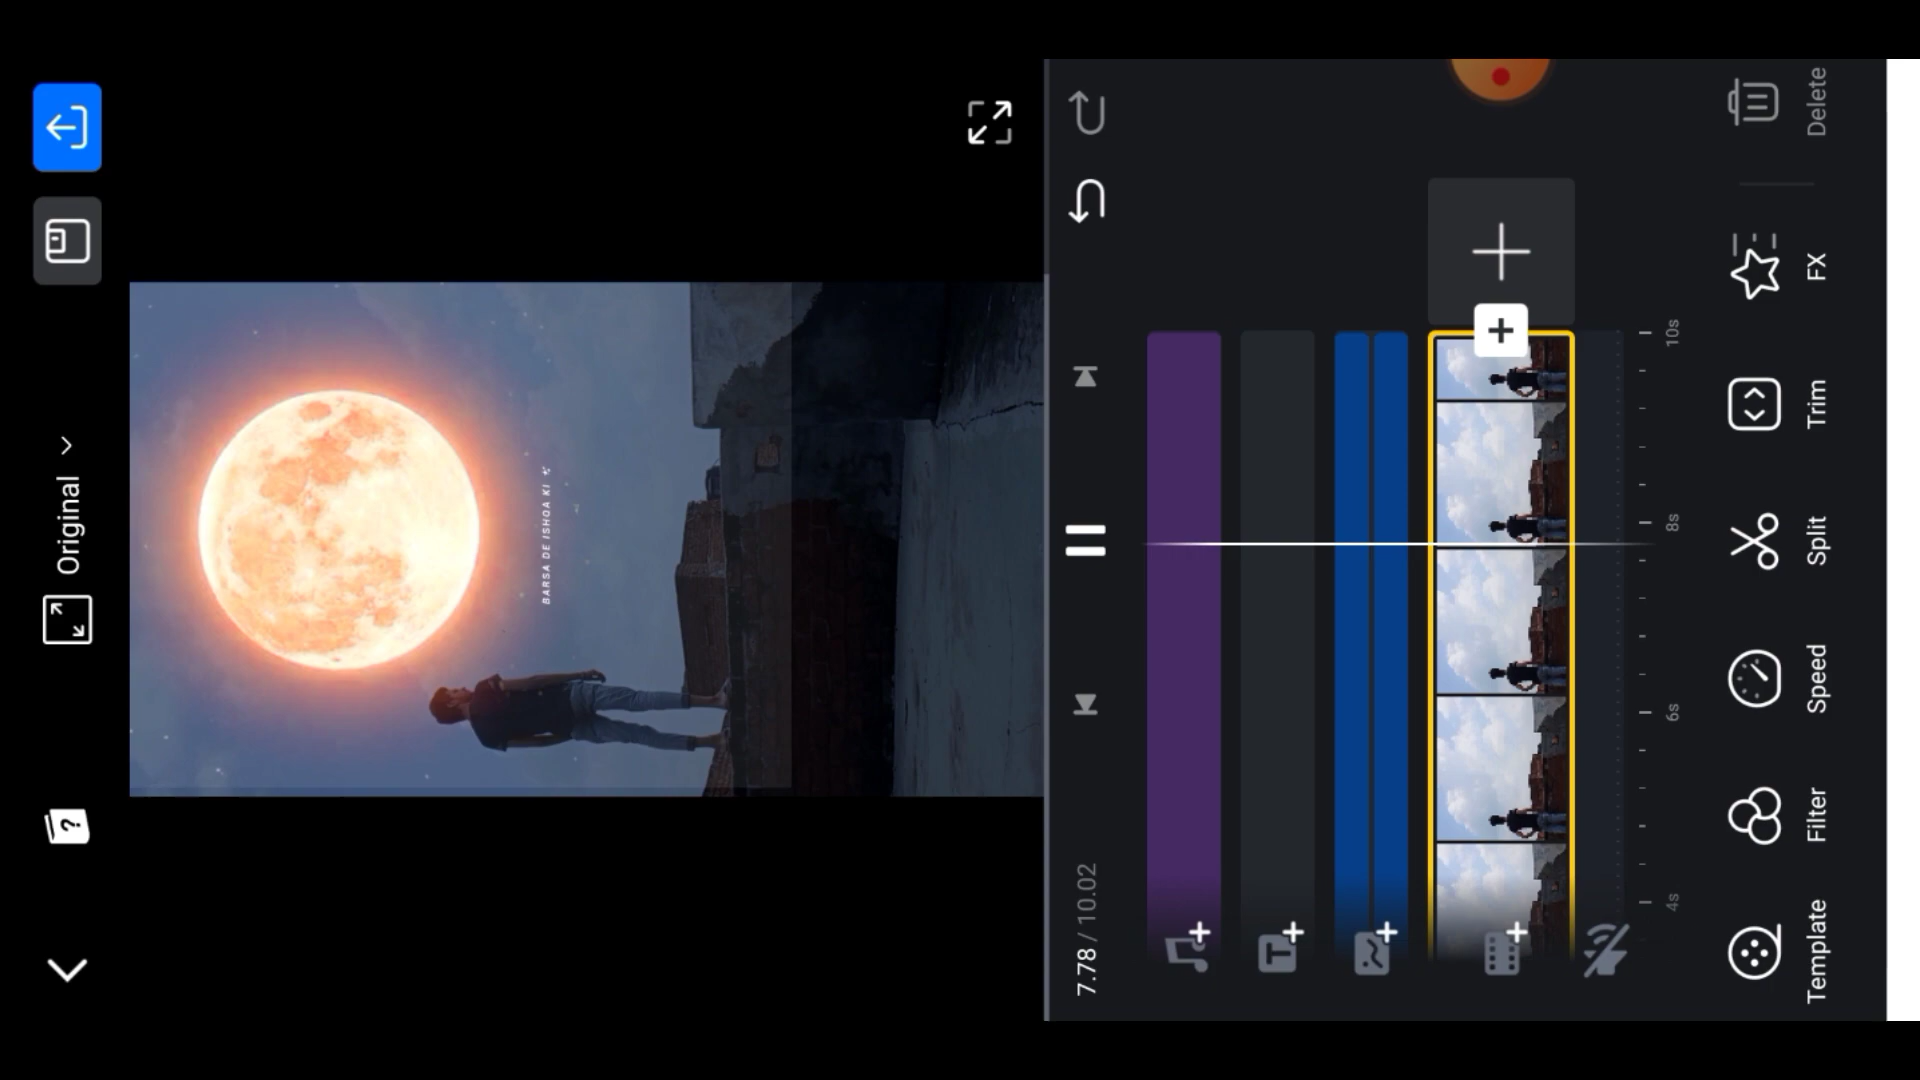 Original
BARSA DE ISHQA KI
7.78 / 10.02
4s
6s
8s
10s
Template
Filter
Speed
Split
Trim
FX
Delete